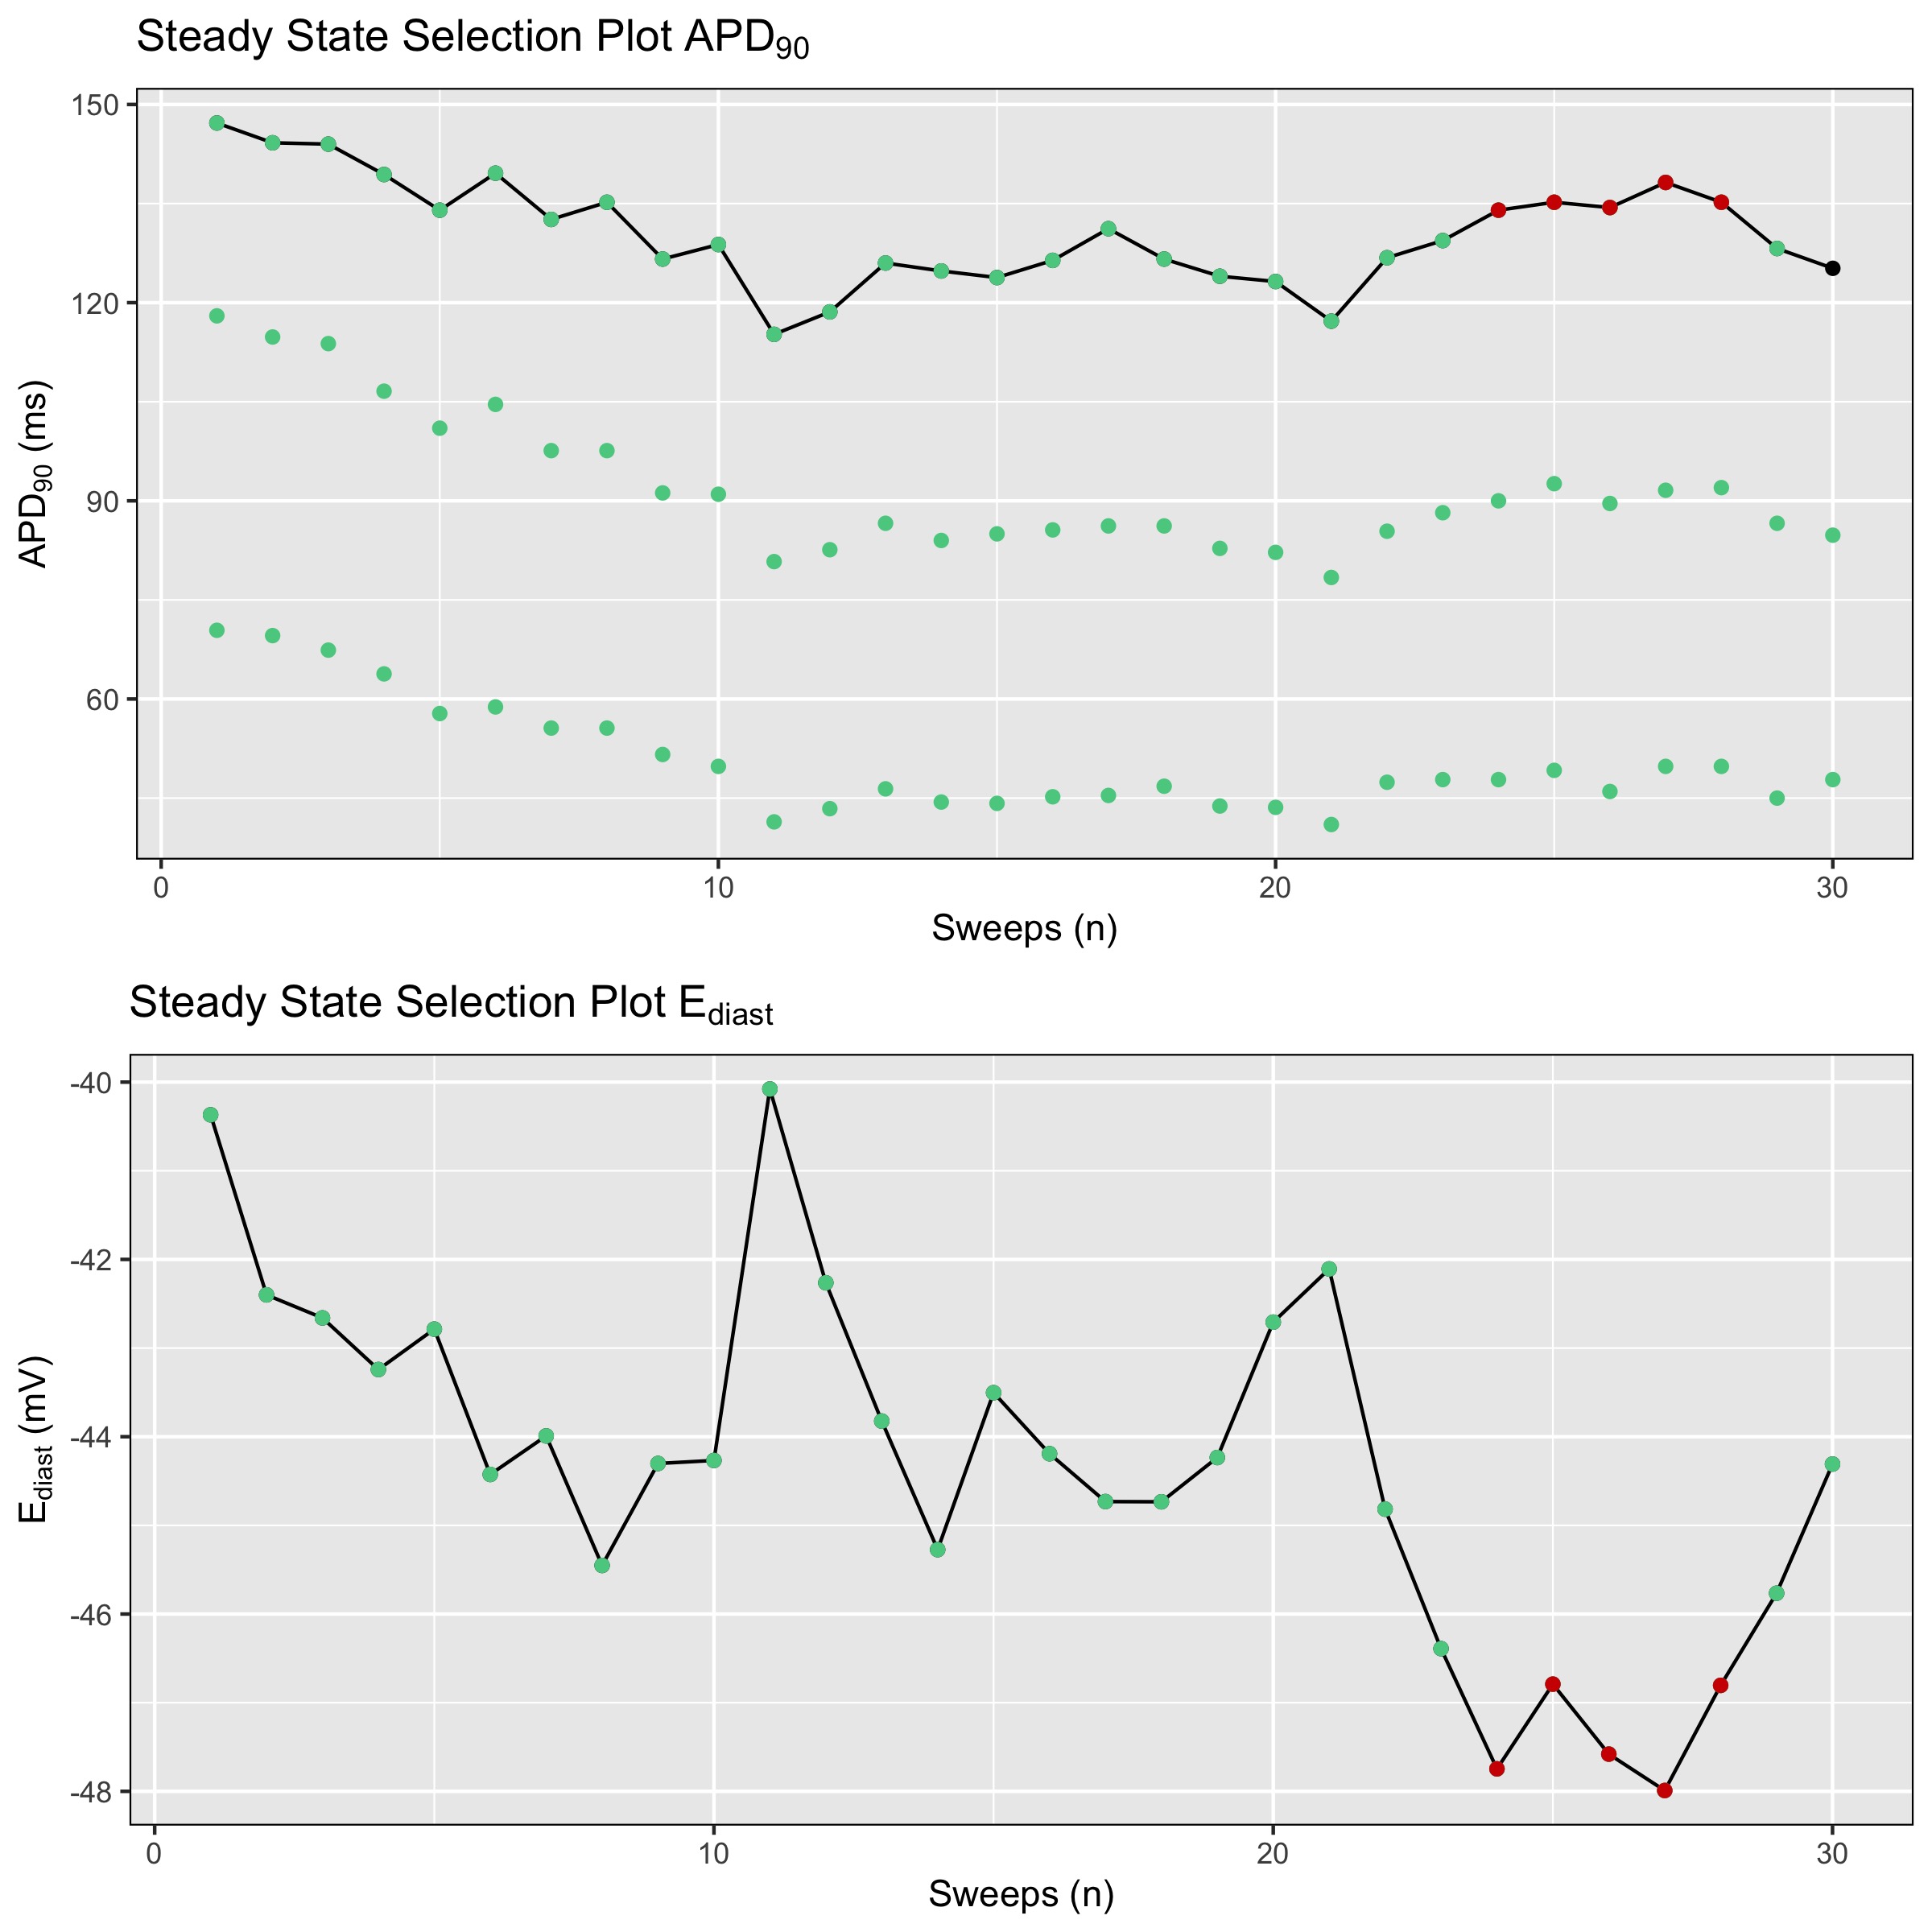 Steady State Selection Plot APD90
150
120
90
60
APD90 (ms)
0 10 20 30
Sweeps (n)
Steady State Selection Plot Ediast
-40
-42
-44
-46
-48
Ediast (mV)
0 10 20 30
Sweeps (n)